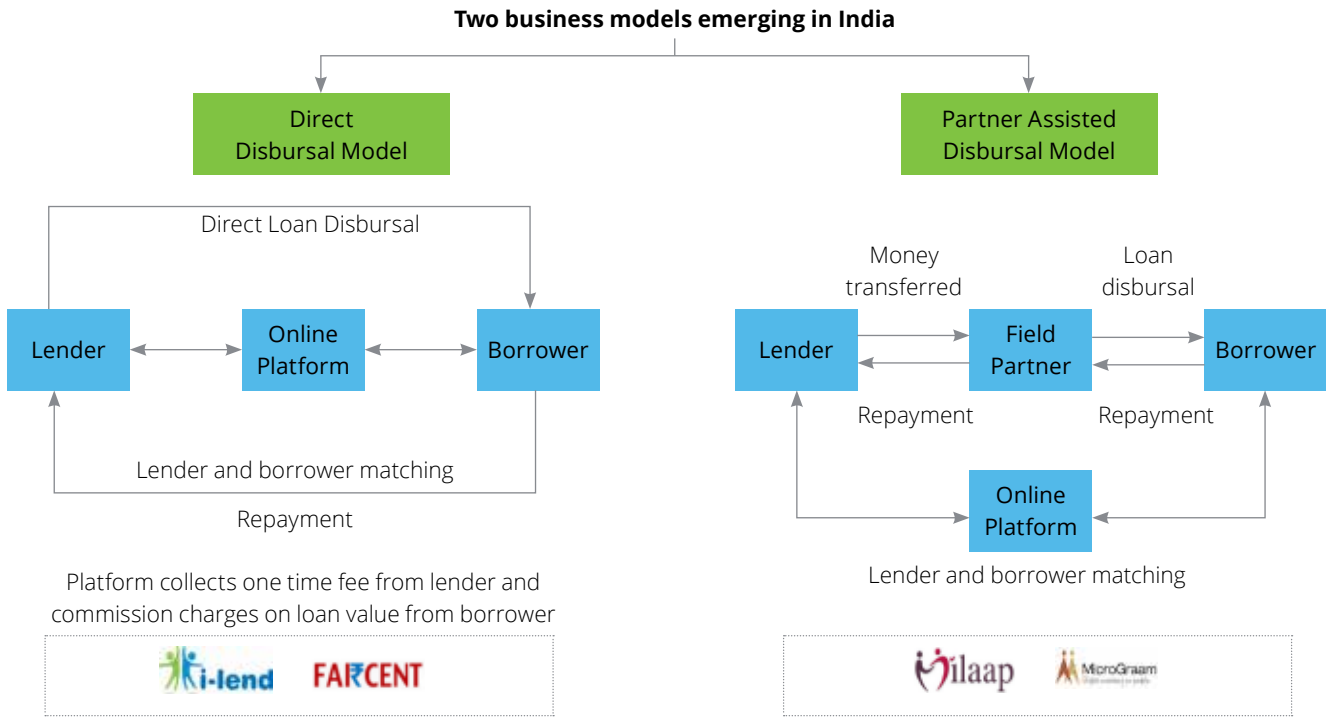 Two business models emerging in India
Direct
Disbursal Model
Direct Loan Disbursal
Lender
Online
Platform
Borrower
Lender and borrower matching
Repayment
Platform collects one time fee from lender and
commission charges on loan value from borrower
i-lend
FAIRCENT
Partner Assisted
Disbursal Model
Money
transferred
Loan
disbursal
Lender
Field
Partner
Borrower
Repayment
Repayment
Online
Platform
Lender and borrower matching
milaap
MicroGraam